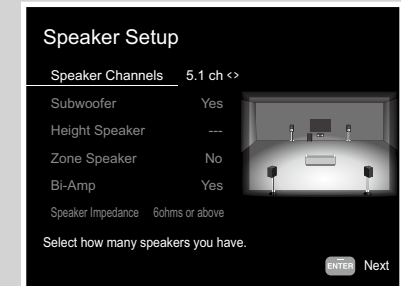 Speaker Setup
Speaker Channels 5.1 ch <>
Subwoofer Yes
Height Speaker ---
Zone Speaker No
Bi-Amp Yes
Speaker Impedance 6ohms or above
Select how many speakers you have.
ENTER Next